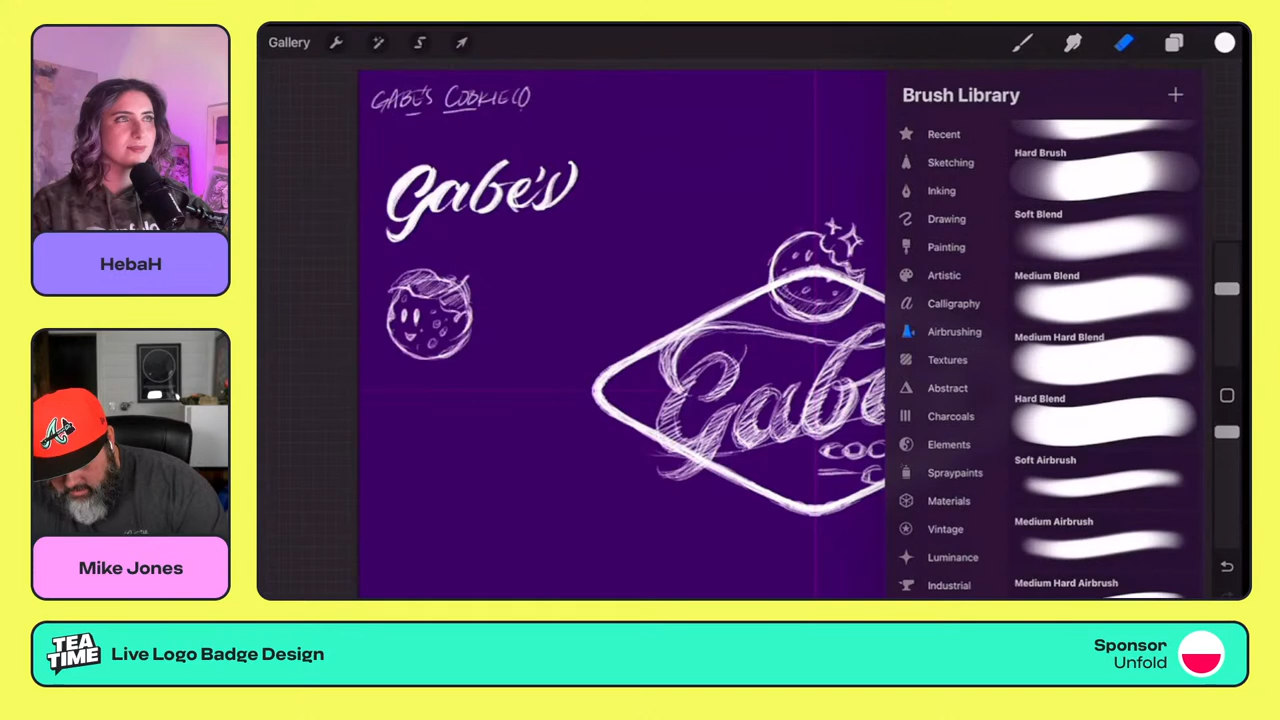 Gallery
GABE'S COOKIE CO
Gabe's
Gabe
COO
Brush Library
Recent
Sketching
Inking
Drawing
Painting
Artistic
Calligraphy
Airbrushing
Textures
Abstract
Charcoals
Elements
Spraypaints
Materials
Vintage
Luminance
Industrial
Hard Brush
Soft Blend
Medium Blend
Medium Hard Blend
Hard Blend
Soft Airbrush
Medium Airbrush
Medium Hard Airbrush
HebaH
Mike Jones
TEA
TIME
Live Logo Badge Design
Sponsor
Unfold